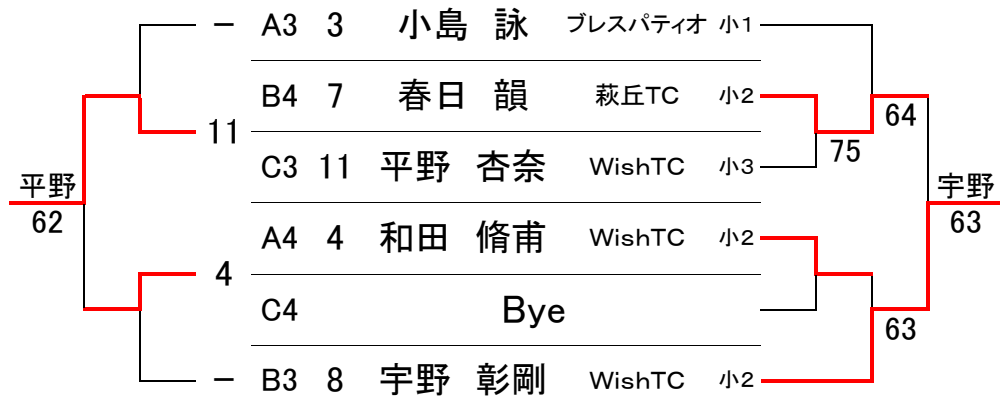 － A3 3 小島 詠 ブレスパティオ 小1
B4 7 春日 韻 萩丘TC 小2 64
11 75
C3 11 平野 杏奈 WishTC 小3
平野 宇野
62 63
A4 4 和田 脩甫 WishTC 小2
4
C4 Bye
63
－ B3 8 宇野 彰剛 WishTC 小2